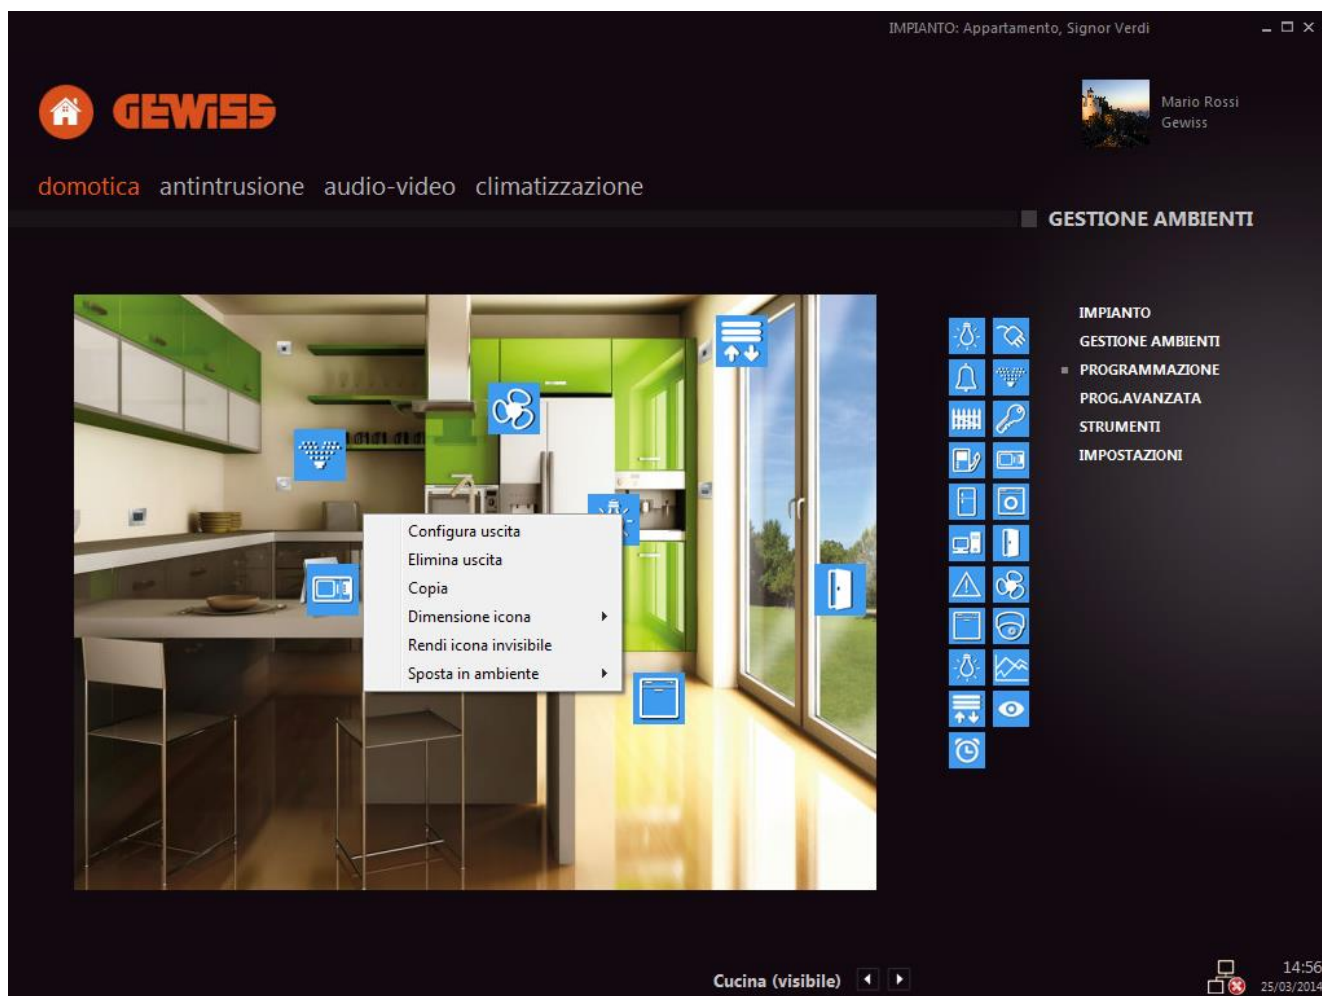 IMPIANTO: Appartamento, Signor Verdi
GEWISS
Mario Rossi
Gewiss
domotica antintrusione audio-video climatizzazione
GESTIONE AMBIENTI
IMPIANTO
GESTIONE AMBIENTI
PROGRAMMAZIONE
PROG.AVANZATA
STRUMENTI
IMPOSTAZIONI
Configura uscita
Elimina uscita
Copia
Dimensione icona
Rendi icona invisibile
Sposta in ambiente
Cucina (visibile)
14:56
25/03/2014